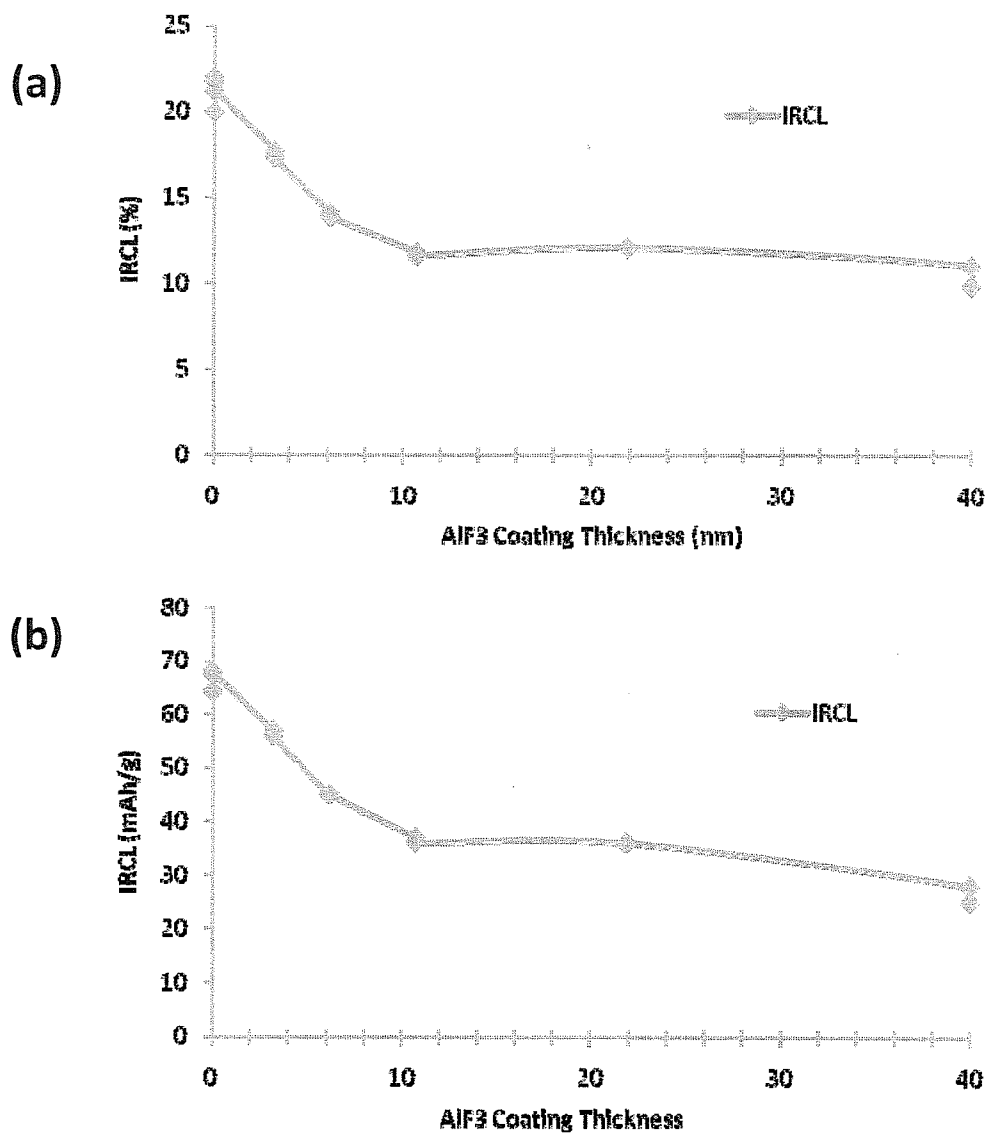 (a)
25
20
15
10
5
0
IRCL (%)
IRCL
0 10 20 30 40
AlF3 Coating Thickness (nm)
(b)
80
70
60
50
40
30
20
10
0
IRCL (mAh/g)
IRCL
0 10 20 30 40
AlF3 Coating Thickness